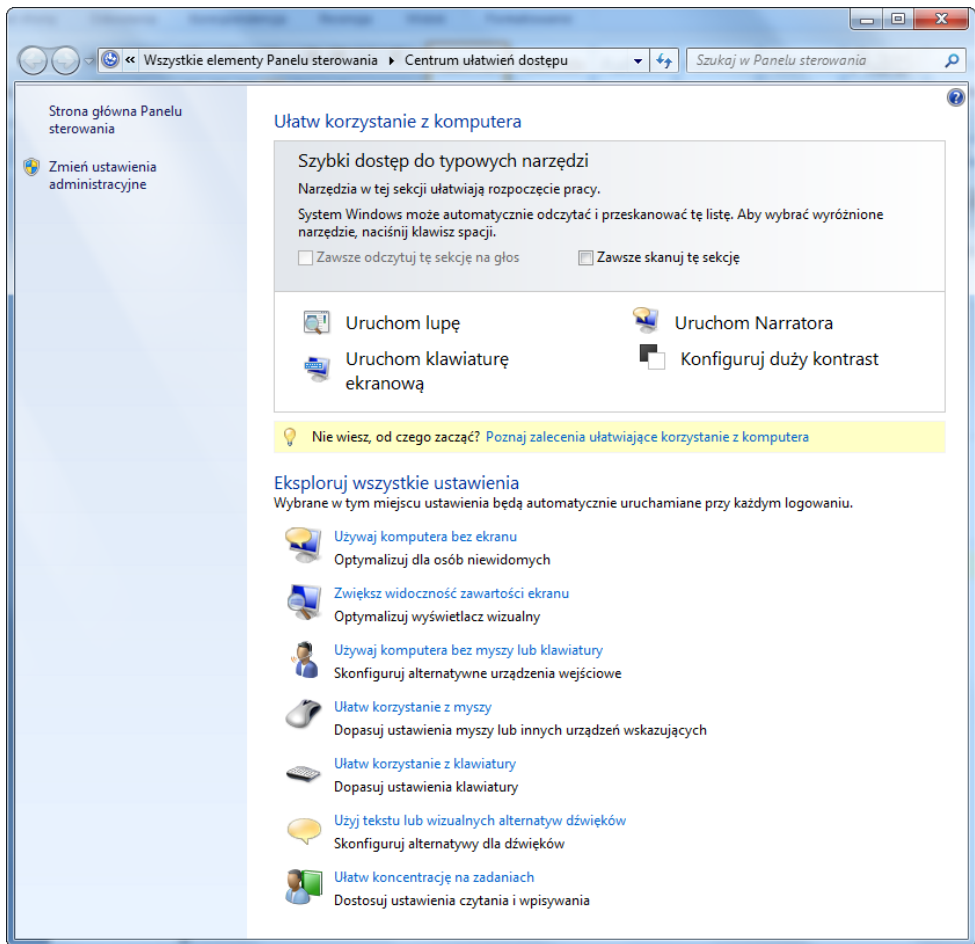 « Wszystkie elementy Panelu sterowania ▸ Centrum ułatwień dostępu
Szukaj w Panelu sterowania
Strona główna Panelu
sterowania
Zmień ustawienia
administracyjne
Ułatw korzystanie z komputera
Szybki dostęp do typowych narzędzi
Narzędzia w tej sekcji ułatwiają rozpoczęcie pracy.
System Windows może automatycznie odczytać i przeskanować tę listę. Aby wybrać wyróżnione
narzędzie, naciśnij klawisz spacji.
Zawsze odczytuj tę sekcję na głos
Zawsze skanuj tę sekcję
Uruchom lupę
Uruchom Narratora
Uruchom klawiaturę
ekranową
Konfiguruj duży kontrast
Nie wiesz, od czego zacząć? Poznaj zalecenia ułatwiające korzystanie z komputera
Eksploruj wszystkie ustawienia
Wybrane w tym miejscu ustawienia będą automatycznie uruchamiane przy każdym logowaniu.
Używaj komputera bez ekranu
Optymalizuj dla osób niewidomych
Zwiększ widoczność zawartości ekranu
Optymalizuj wyświetlacz wizualny
Używaj komputera bez myszy lub klawiatury
Skonfiguruj alternatywne urządzenia wejściowe
Ułatw korzystanie z myszy
Dopasuj ustawienia myszy lub innych urządzeń wskazujących
Ułatw korzystanie z klawiatury
Dopasuj ustawienia klawiatury
Użyj tekstu lub wizualnych alternatyw dźwięków
Skonfiguruj alternatywy dla dźwięków
Ułatw koncentrację na zadaniach
Dostosuj ustawienia czytania i wpisywania